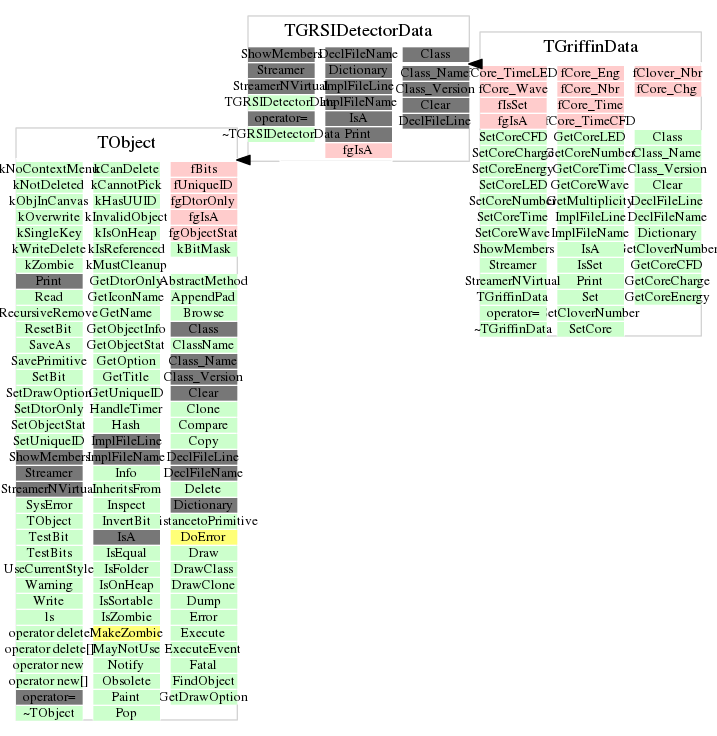 TGRSIDetectorData
ShowMembers DeclFileName Class
Streamer Dictionary Class_Name
StreamerNVirtual ImplFileLine Class_Version
TGRSIDetectorData ImplFileName Clear
operator= IsA DeclFileLine
~TGRSIDetectorData Print
fgIsA
TGriffinData
fCore_TimeLED fCore_Eng fClover_Nbr
fCore_Wave fCore_Nbr fCore_Chg
fIsSet fCore_Time
fgIsA fCore_TimeCFD
SetCoreCFD GetCoreLED Class
SetCoreCharge GetCoreNumber Class_Name
SetCoreEnergy GetCoreTime Class_Version
SetCoreLED GetCoreWave Clear
SetCoreNumber GetMultiplicity DeclFileLine
SetCoreTime ImplFileLine DeclFileName
SetCoreWave ImplFileName Dictionary
ShowMembers IsA GetCloverNumber
Streamer IsSet GetCoreCFD
StreamerNVirtual Print GetCoreCharge
TGriffinData Set GetCoreEnergy
operator= SetCloverNumber
~TGriffinData SetCore
TObject
kNoContextMenu kCanDelete fBits
kNotDeleted kCannotPick fUniqueID
kObjInCanvas kHasUUID fgDtorOnly
kOverwrite kInvalidObject fgIsA
kSingleKey kIsOnHeap fgObjectStat
kWriteDelete kIsReferenced kBitMask
kZombie kMustCleanup
Print GetDtorOnly AbstractMethod
Read GetIconName AppendPad
RecursiveRemove GetName Browse
ResetBit GetObjectInfo Class
SaveAs GetObjectStat ClassName
SavePrimitive GetOption Class_Name
SetBit GetTitle Class_Version
SetDrawOption GetUniqueID Clear
SetDtorOnly HandleTimer Clone
SetObjectStat Hash Compare
SetUniqueID ImplFileLine Copy
ShowMembers ImplFileName DeclFileLine
Streamer Info DeclFileName
StreamerNVirtual InheritsFrom Delete
SysError Inspect Dictionary
TObject InvertBit DistancetoPrimitive
TestBit IsA DoError
TestBits IsEqual Draw
UseCurrentStyle IsFolder DrawClass
Warning IsOnHeap DrawClone
Write IsSortable Dump
ls IsZombie Error
operator delete MakeZombie Execute
operator delete[] MayNotUse ExecuteEvent
operator new Notify Fatal
operator new[] Obsolete FindObject
operator= Paint GetDrawOption
~TObject Pop